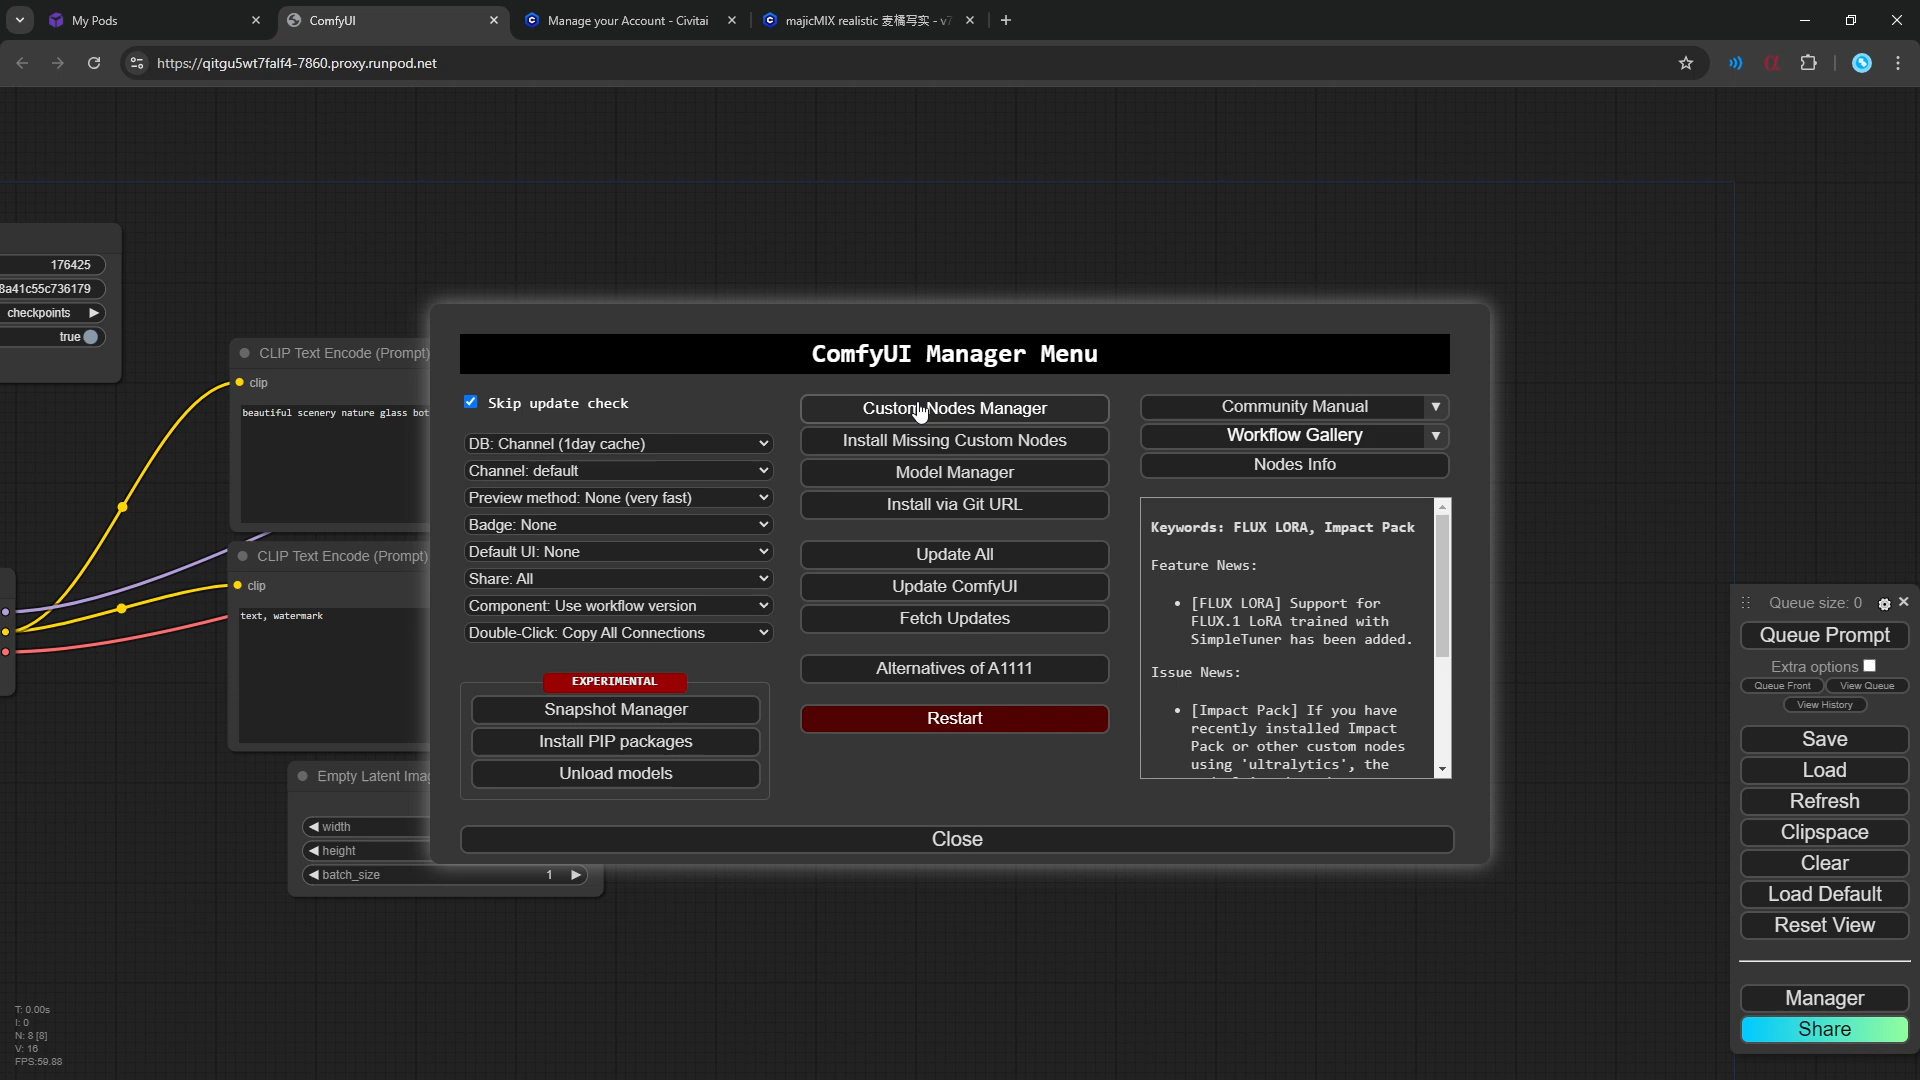 My Pods
ComfyUI
Manage your Account - Civitai
majicMIX realistic 麦橘写实 - v7
https://qitgu5wt7falf4-7860.proxy.runpod.net
176425
8a41c55c736179
checkpoints
true
CLIP Text Encode (Prompt)
clip
beautiful scenery nature glass bot
CLIP Text Encode (Prompt)
clip
text, watermark
Empty Latent Imag
width
height
batch_size 1
ComfyUI Manager Menu
Skip update check
DB: Channel (1day cache)
Channel: default
Preview method: None (very fast)
Badge: None
Default UI: None
Share: All
Component: Use workflow version
Double-Click: Copy All Connections
EXPERIMENTAL
Snapshot Manager
Install PIP packages
Unload models
Custom Nodes Manager
Install Missing Custom Nodes
Model Manager
Install via Git URL
Update All
Update ComfyUI
Fetch Updates
Alternatives of A1111
Restart
Community Manual
Workflow Gallery
Nodes Info
Keywords: FLUX LORA, Impact Pack
Feature News:
• [FLUX LORA] Support for
FLUX.1 LoRA trained with
SimpleTuner has been added.
Issue News:
• [Impact Pack] If you have
recently installed Impact
Pack or other custom nodes
using 'ultralytics', the
Close
Queue size: 0
Queue Prompt
Extra options
Queue Front
View Queue
View History
Save
Load
Refresh
Clipspace
Clear
Load Default
Reset View
Manager
Share
T: 0.00s
I: 0
N: 8 [8]
V: 16
FPS:59.88